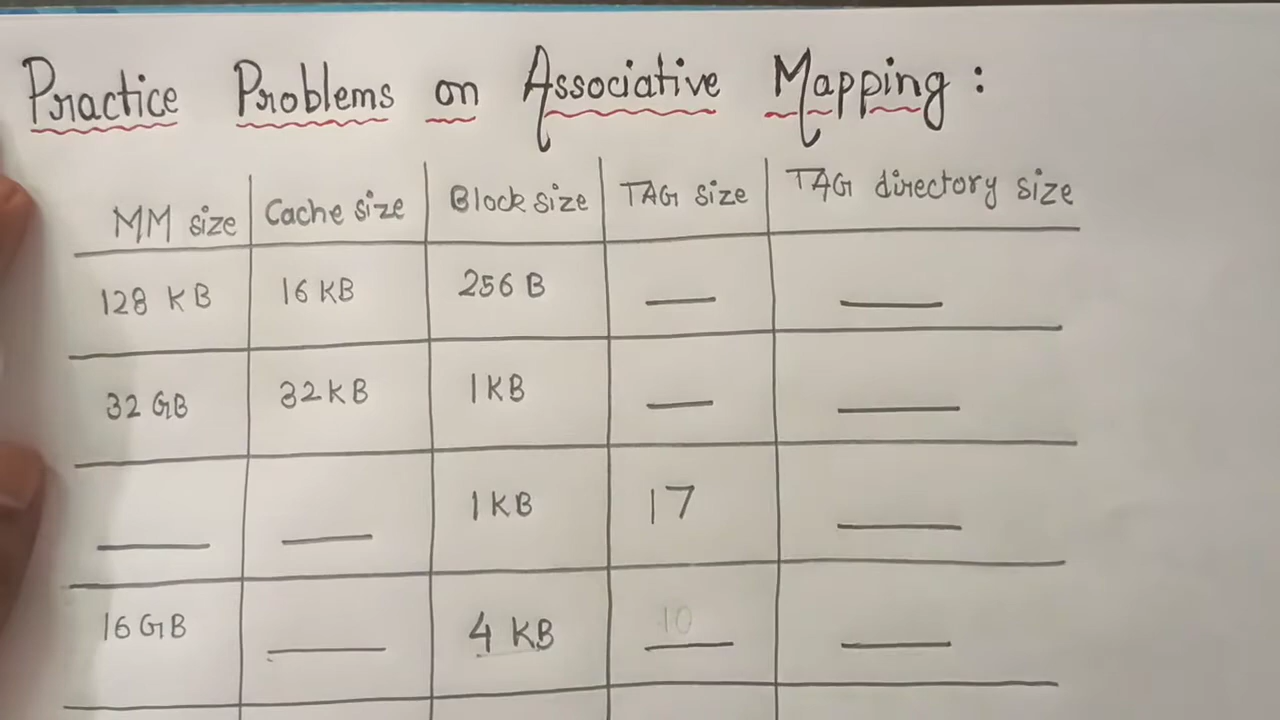 Practice Problems on Associative Mapping :
MM size Cache size Block size TAG size TAG directory size
128 KB 16 KB 256 B
32 GB 32 KB 1 KB
1 KB 17
16 GB 4 KB 10